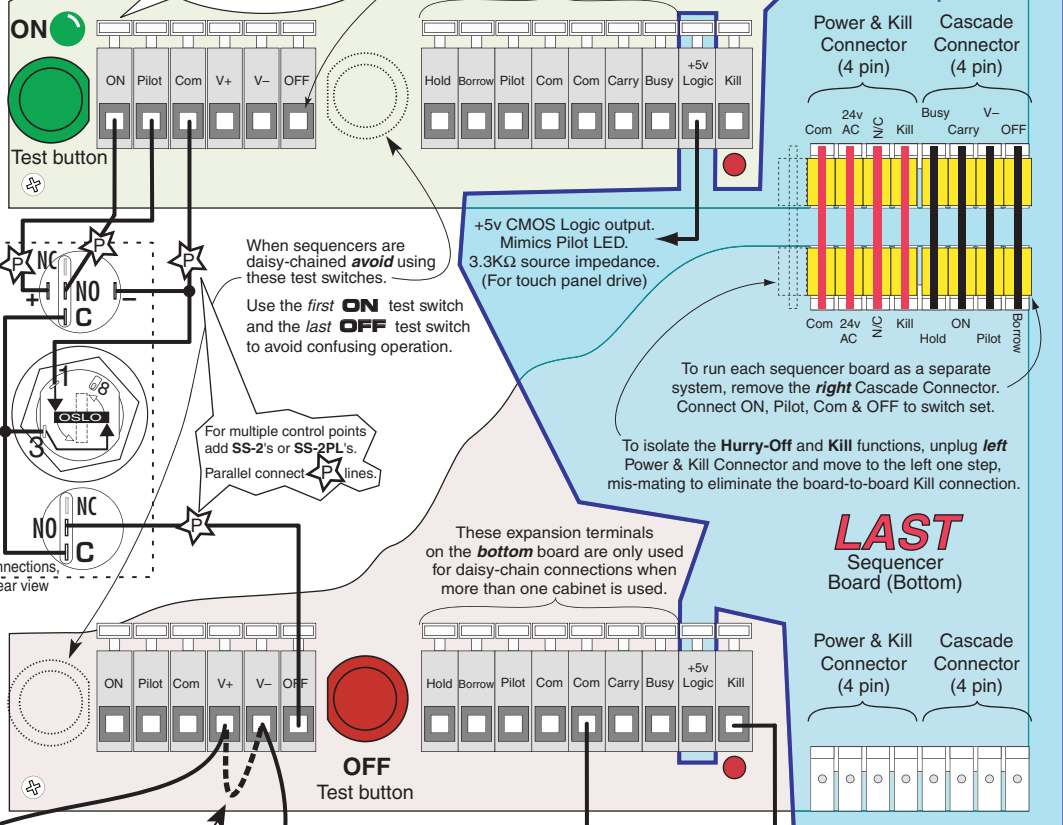 ON
Test button
ON Pilot Com V+ V– OFF
Hold Borrow Pilot Com Com Carry Busy +5v Logic Kill
Power & Kill
Connector
(4 pin)
Cascade
Connector
(4 pin)
Com 24v AC N/C Kill Busy Carry V– OFF
Com 24v AC N/C Kill Hold ON Pilot Borrow
+5v CMOS Logic output.
Mimics Pilot LED.
3.3KΩ source impedance.
(For touch panel drive)
When sequencers are
daisy-chained avoid using
these test switches.
Use the first ON test switch
and the last OFF test switch
to avoid confusing operation.
P
P
P
NC
NO
+
–
C
1
8
OSLO
3
For multiple control points
add SS-2's or SS-2PL's.
Parallel connect P lines.
NC
NO
C
P
nnections,
ear view
To run each sequencer board as a separate
system, remove the right Cascade Connector.
Connect ON, Pilot, Com & OFF to switch set.
To isolate the Hurry-Off and Kill functions, unplug left
Power & Kill Connector and move to the left one step,
mis-mating to eliminate the board-to-board Kill connection.
LAST
Sequencer
Board (Bottom)
These expansion terminals
on the bottom board are only used
for daisy-chain connections when
more than one cabinet is used.
ON Pilot Com V+ V– OFF
OFF
Test button
Hold Borrow Pilot Com Com Carry Busy +5v Logic Kill
Power & Kill
Connector
(4 pin)
Cascade
Connector
(4 pin)